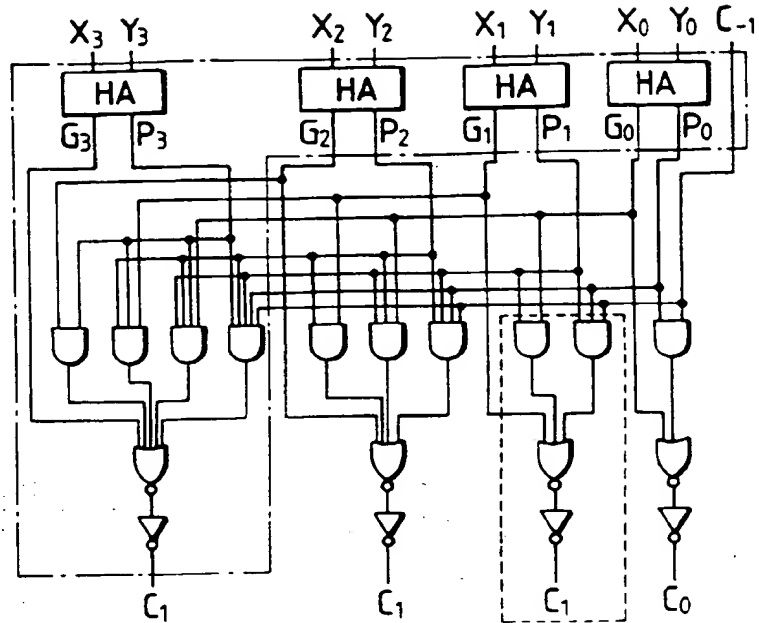 X₃ Y₃ X₂ Y₂ X₁ Y₁ X₀ Y₀ C₋₁
HA HA HA HA
G₃ P₃ G₂ P₂ G₁ P₁ G₀ P₀
C₁ C₁ C₁ C₀